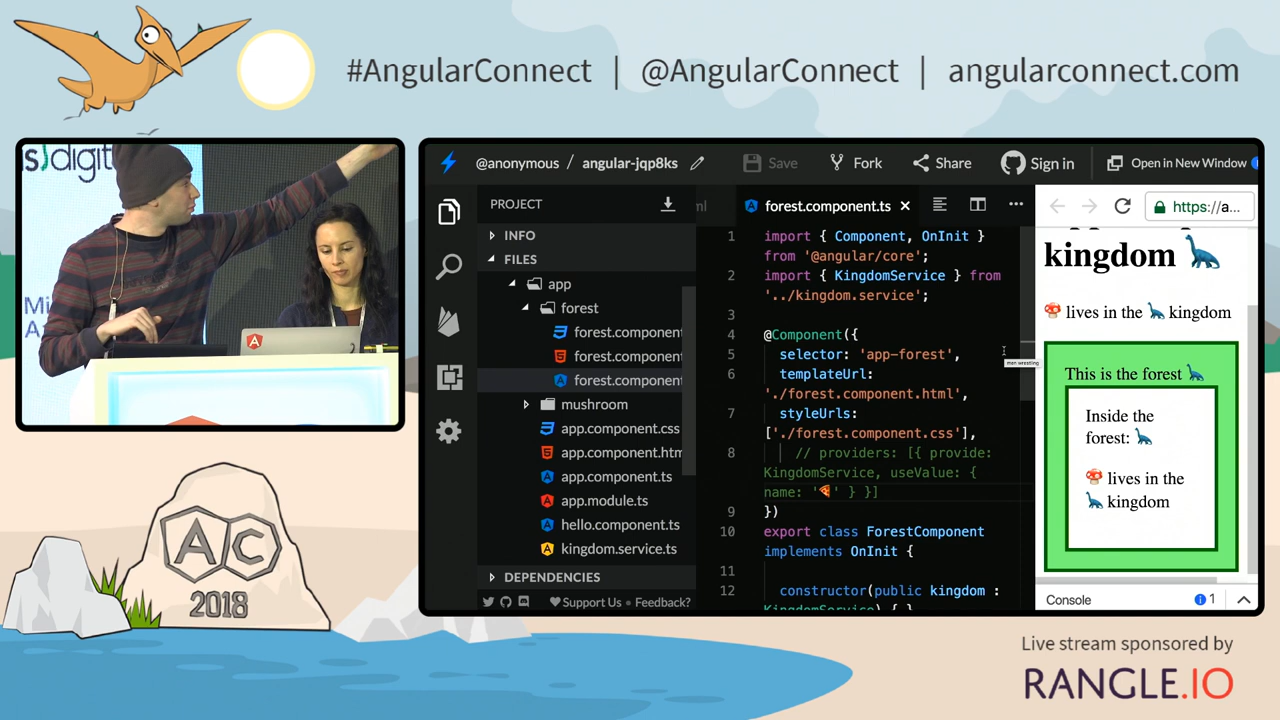 #AngularConnect | @AngularConnect | angularconnect.com
s digit
Mi
A
A
@anonymous / angular-jqp8ks
Save
Fork
Share
Sign in
Open in New Window
PROJECT
INFO
FILES
app
forest
forest.component
forest.component
forest.component
mushroom
app.component.css
app.component.htm
app.component.ts
app.module.ts
hello.component.ts
kingdom.service.ts
DEPENDENCIES
Support Us • Feedback?
ml
forest.component.ts
1 import { Component, OnInit }
from '@angular/core';
2 import { KingdomService } from
'../kingdom.service';
3
4 @Component({
5 selector: 'app-forest',
6 templateUrl:
'./forest.component.html',
7 styleUrls:
['./forest.component.css'],
8 // providers: [{ provide:
KingdomService, useValue: {
name: '🍕' } }]
9 })
10 export class ForestComponent
implements OnInit {
11
12 constructor(public kingdom :
KingdomService) { }
https://a...
kingdom 🦕
🍄 lives in the 🦕 kingdom
This is the forest 🦕
Inside the
forest: 🦕
🍄 lives in the
🦕 kingdom
Console
1
AC
2018
Live stream sponsored by
RANGLE.IO